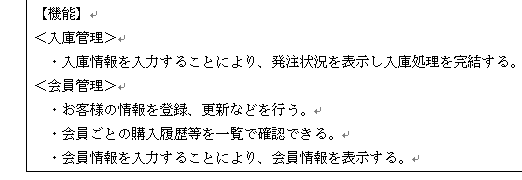 【機能】
＜入庫管理＞
・入庫情報を入力することにより、発注状況を表示し入庫処理を完結する。
＜会員管理＞
・お客様の情報を登録、更新などを行う。
・会員ごとの購入履歴等を一覧で確認できる。
・会員情報を入力することにより、会員情報を表示する。